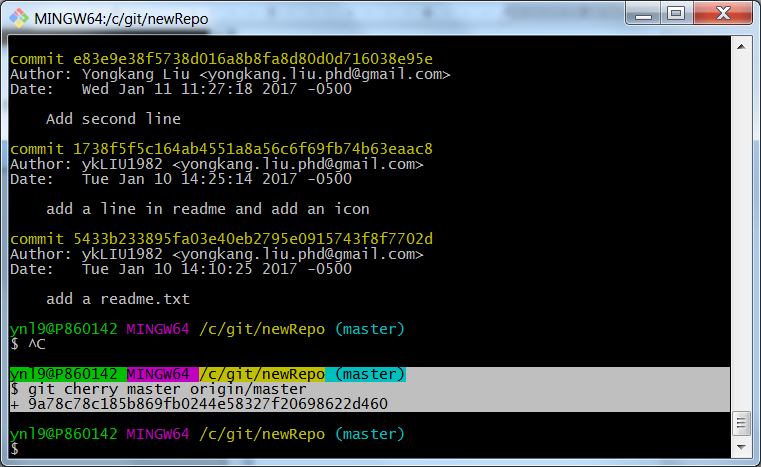 MINGW64:/c/git/newRepo
commit e83e9e38f5738d016a8b8fa8d80d0d716038e95e
Author: Yongkang Liu <yongkang.liu.phd@gmail.com>
Date:   Wed Jan 11 11:27:18 2017 -0500
Add second line
commit 1738f5f5c164ab4551a8a56c6f69fb74b63eaac8
Author: ykLIU1982 <yongkang.liu.phd@gmail.com>
Date:   Tue Jan 10 14:25:14 2017 -0500
add a line in readme and add an icon
commit 5433b233895fa03e40eb2795e0915743f8f7702d
Author: ykLIU1982 <yongkang.liu.phd@gmail.com>
Date:   Tue Jan 10 14:10:25 2017 -0500
add a readme.txt
ynl9@P860142 MINGW64 /c/git/newRepo (master)
$ ^C
ynl9@P860142 MINGW64 /c/git/newRepo (master)
$ git cherry master origin/master
+ 9a78c78c185b869fb0244e58327f20698622d460
ynl9@P860142 MINGW64 /c/git/newRepo (master)
$